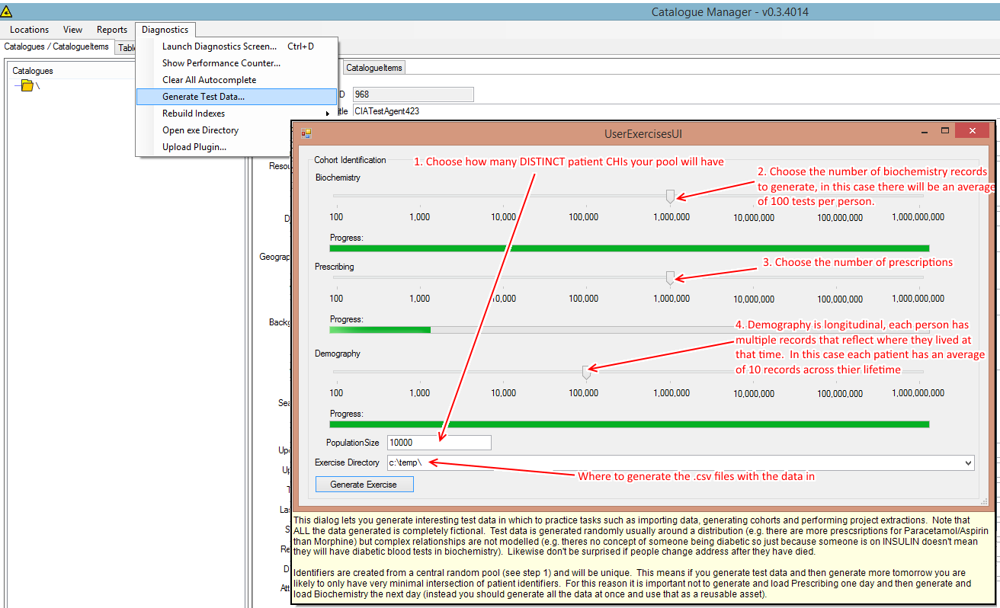 Catalogue Manager - v0.3.4014
Locations View Reports Diagnostics
Catalogues / CatalogueItems Table
Launch Diagnostics Screen... Ctrl+D
Show Performance Counter...
Clear All Autocomplete
Generate Test Data...
Rebuild Indexes
Open exe Directory
Upload Plugin...
Catalogues
\
CatalogueItems
D 968
itle CIATestAgent423
Resou
D
Geograp
Backg
Sea
Up
Up
T
Las
S
Re
D
Att
UserExercisesUI
Cohort Identification
1. Choose how many DISTINCT patient CHIs your pool will have
Biochemistry
2. Choose the number of biochemistry records
to generate, in this case there will be an average
of 100 tests per person.
100 1,000 10,000 100,000 1,000,000 10,000,000 100,000,000 1,000,000,000
Progress:
Prescribing
3. Choose the number of prescriptions
100 1,000 10,000 100,000 1,000,000 10,000,000 100,000,000 1,000,000,000
Progress:
4. Demography is longitudinal, each person has
multiple records that reflect where they lived at
that time. In this case each patient has an average
of 10 records across thier lifetime
Demography
100 1,000 10,000 100,000 1,000,000 10,000,000 100,000,000 1,000,000,000
Progress:
PopulationSize 10000
Exercise Directory c:\temp\
Where to generate the .csv files with the data in
Generate Exercise
This dialog lets you generate interesting test data in which to practice tasks such as importing data, generating cohorts and performing project extractions. Note that
ALL the data generated is completely fictional. Test data is generated randomly usually around a distribution (e.g. there are more prescsriptions for Paracetamol/Aspirin
than Morphine) but complex relationships are not modelled (e.g. theres no concept of someone being diabetic so just because someone is on INSULIN doesn't mean
they will have diabetic blood tests in biochemistry). Likewise don't be surprised if people change address after they have died.
Identifiers are created from a central random pool (see step 1) and will be unique. This means if you generate test data and then generate more tomorrow you are
likely to only have very minimal intersection of patient identifiers. For this reason it is important not to generate and load Prescribing one day and then generate and
load Biochemistry the next day (instead you should generate all the data at once and use that as a reusable asset).